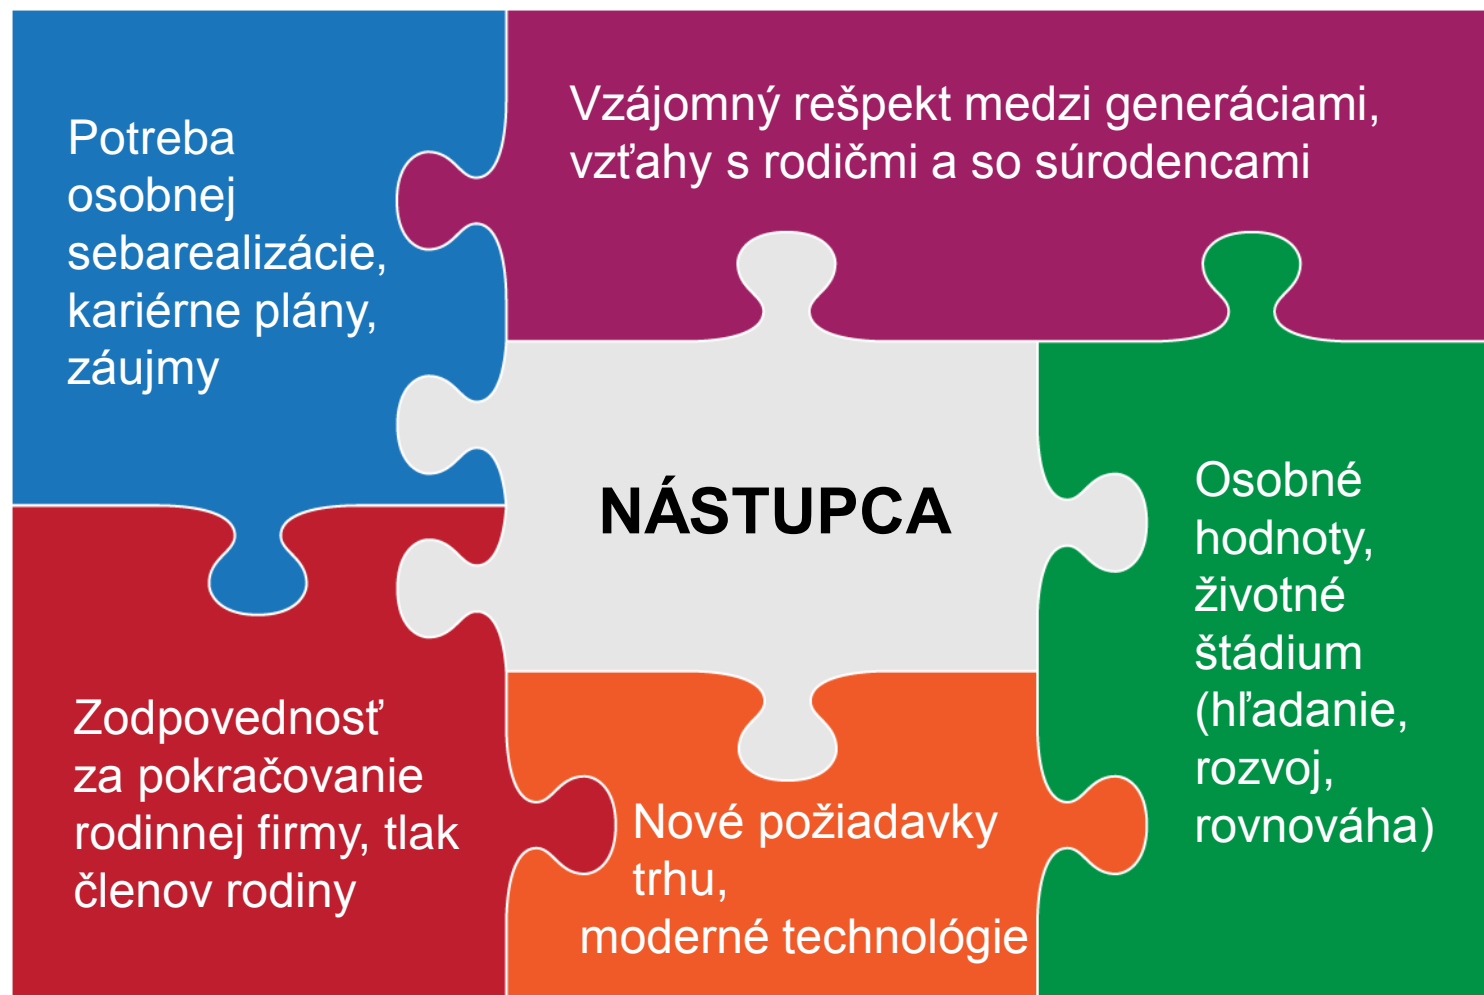 Potreba
osobnej
sebarealizácie,
kariérne plány,
záujmy
Vzájomný rešpekt medzi generáciami,
vzťahy s rodičmi a so súrodencami
NÁSTUPCA
Osobné
hodnoty,
životné
štádium
(hľadanie,
rozvoj,
rovnováha)
Zodpovednosť
za pokračovanie
rodinnej firmy, tlak
členov rodiny
Nové požiadavky
trhu,
moderné technológie